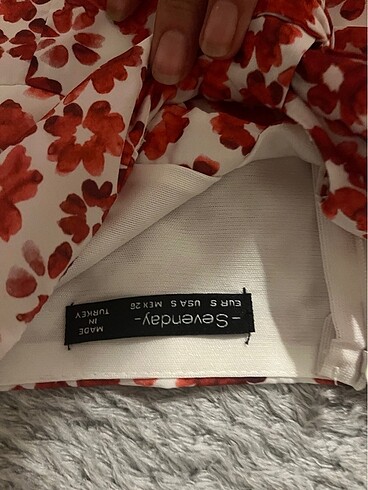 -Sevenday-
EUR S USA S MEX 26
MADE
IN
TURKEY